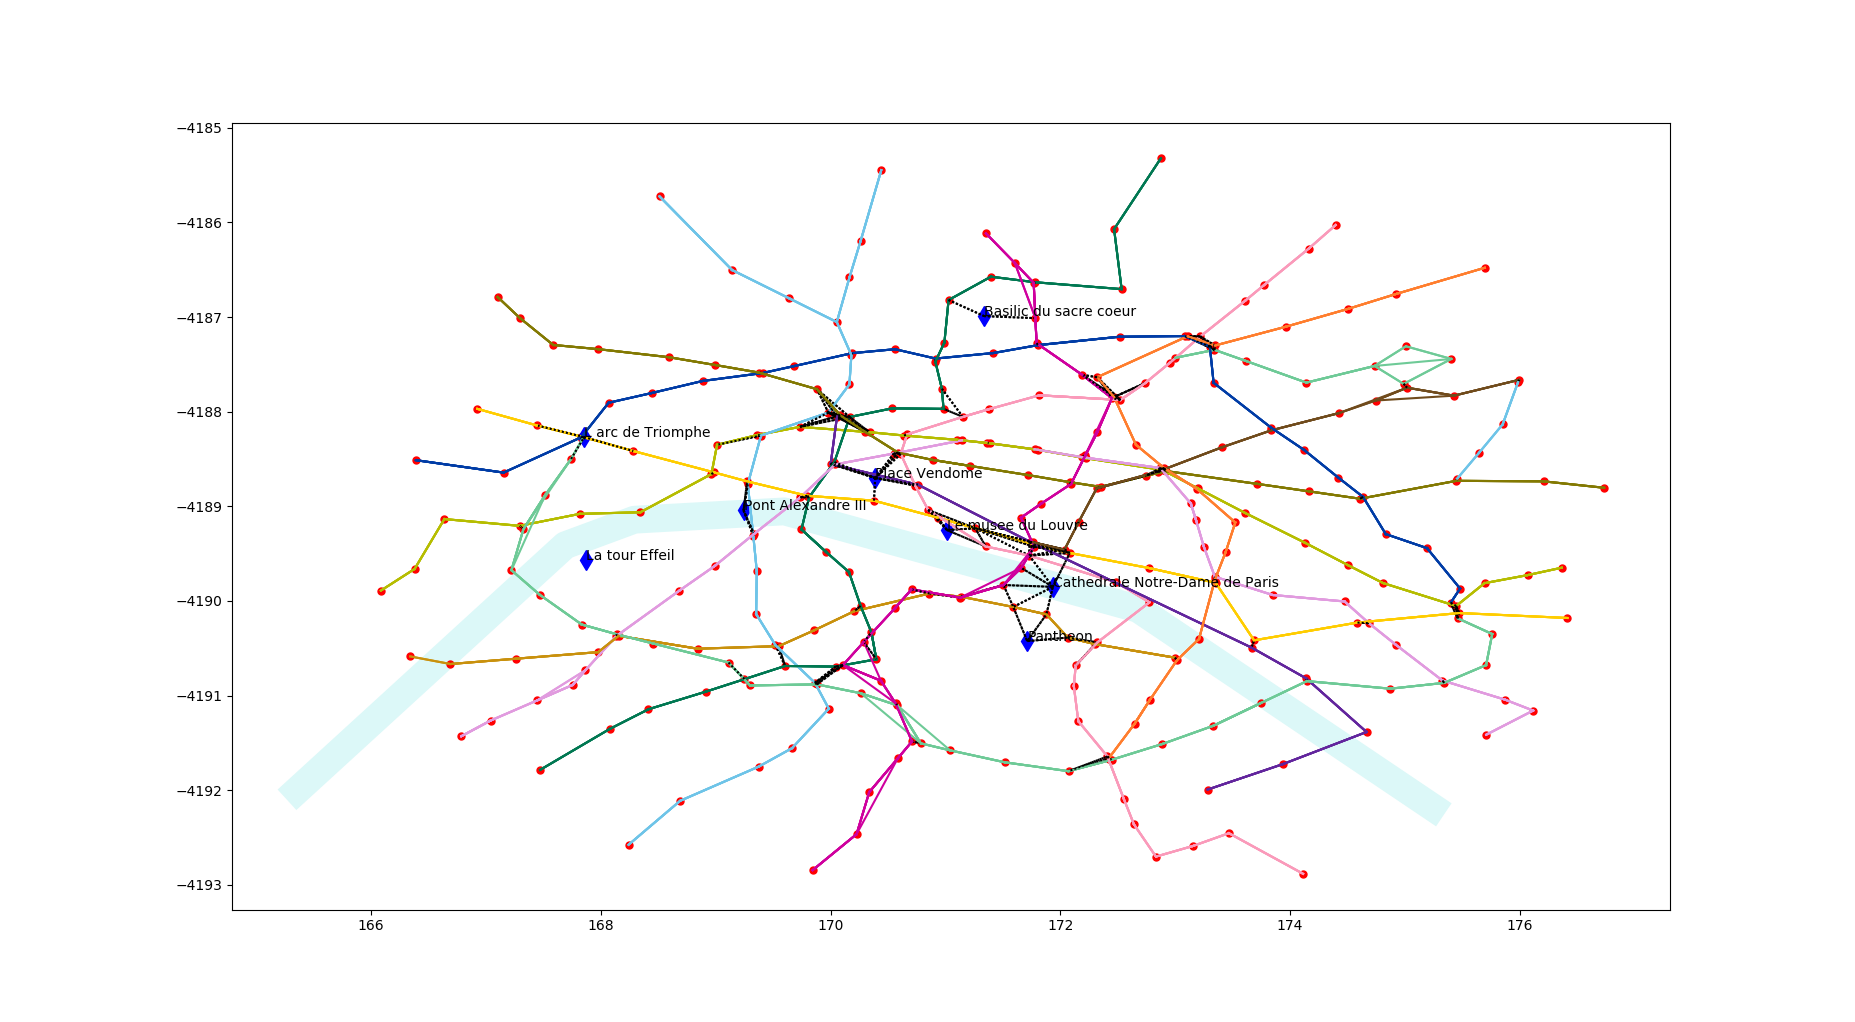 −4185
−4186
−4187
−4188
−4189
−4190
−4191
−4192
−4193
Basilic du sacre coeur
arc de Triomphe
Place Vendome
Pont Alexandre III
Le musee du Louvre
La tour Effeil
Cathedrale Notre-Dame de Paris
Pantheon
166
168
170
172
174
176